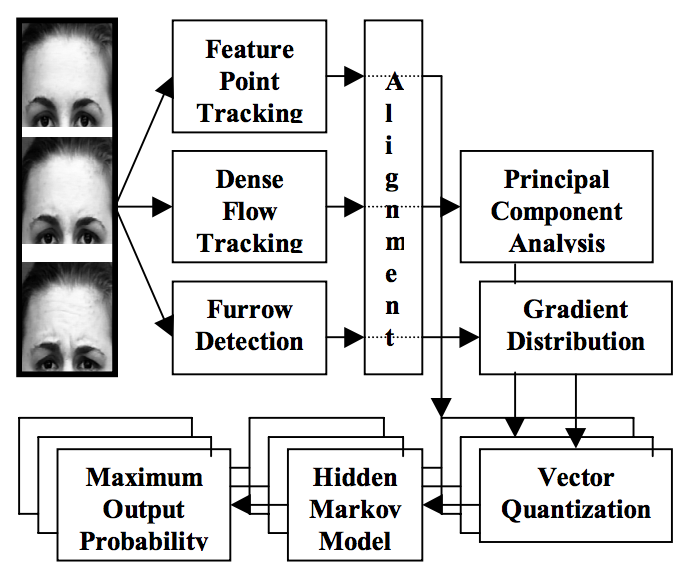 Feature
Point
Tracking
Dense
Flow
Tracking
Furrow
Detection
Alignment
Principal
Component
Analysis
Gradient
Distribution
Maximum
Output
Probability
Hidden
Markov
Model
Vector
Quantization